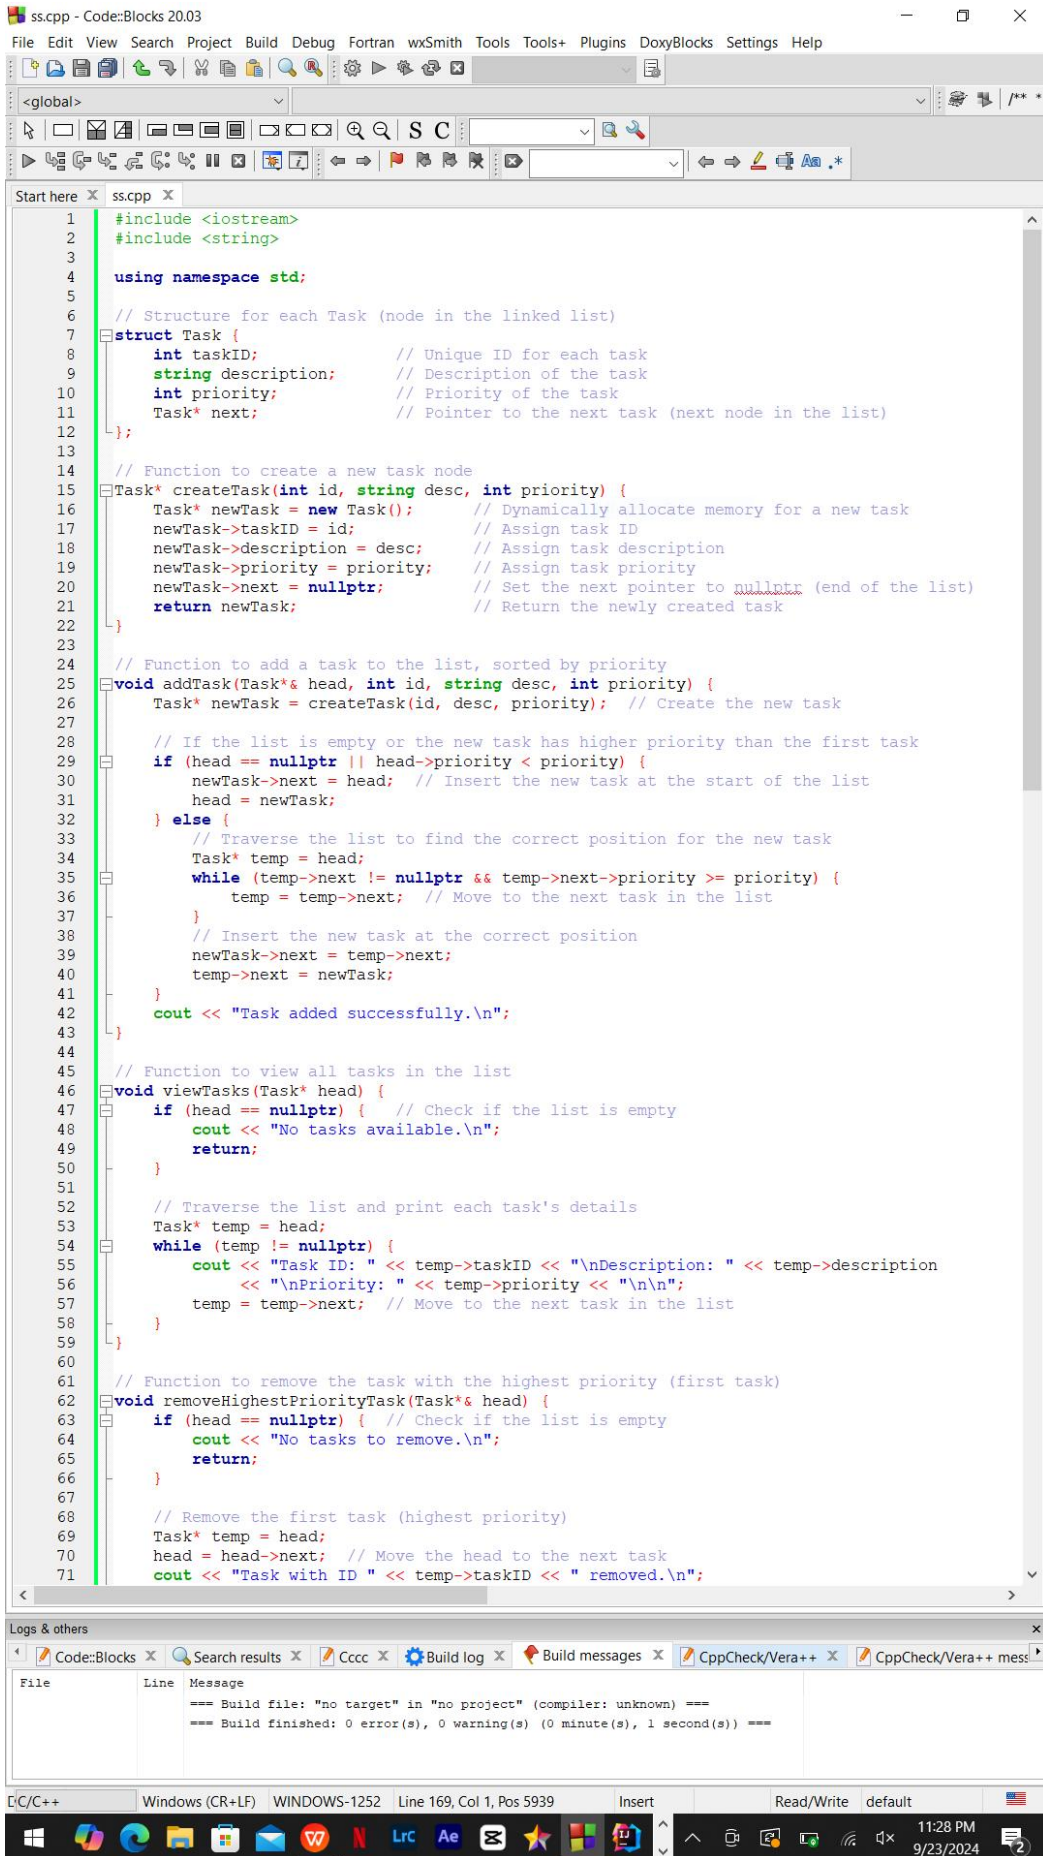 ss.cpp - Code::Blocks 20.03
File Edit View Search Project Build Debug Fortran wxSmith Tools Tools+ Plugins DoxyBlocks Settings Help
<global>
/** *
S C
Aa .*
Start here ss.cpp
1 #include <iostream>
2 #include <string>
3
4 using namespace std;
5
6 // Structure for each Task (node in the linked list)
7 struct Task {
8 int taskID; // Unique ID for each task
9 string description; // Description of the task
10 int priority; // Priority of the task
11 Task* next; // Pointer to the next task (next node in the list)
12 };
13
14 // Function to create a new task node
15 Task* createTask(int id, string desc, int priority) {
16 Task* newTask = new Task(); // Dynamically allocate memory for a new task
17 newTask->taskID = id; // Assign task ID
18 newTask->description = desc; // Assign task description
19 newTask->priority = priority; // Assign task priority
20 newTask->next = nullptr; // Set the next pointer to nullptr (end of the list)
21 return newTask; // Return the newly created task
22 }
23
24 // Function to add a task to the list, sorted by priority
25 void addTask(Task*& head, int id, string desc, int priority) {
26 Task* newTask = createTask(id, desc, priority); // Create the new task
27
28 // If the list is empty or the new task has higher priority than the first task
29 if (head == nullptr || head->priority < priority) {
30 newTask->next = head; // Insert the new task at the start of the list
31 head = newTask;
32 } else {
33 // Traverse the list to find the correct position for the new task
34 Task* temp = head;
35 while (temp->next != nullptr && temp->next->priority >= priority) {
36 temp = temp->next; // Move to the next task in the list
37 }
38 // Insert the new task at the correct position
39 newTask->next = temp->next;
40 temp->next = newTask;
41 }
42 cout << "Task added successfully.\n";
43 }
44
45 // Function to view all tasks in the list
46 void viewTasks(Task* head) {
47 if (head == nullptr) { // Check if the list is empty
48 cout << "No tasks available.\n";
49 return;
50 }
51
52 // Traverse the list and print each task's details
53 Task* temp = head;
54 while (temp != nullptr) {
55 cout << "Task ID: " << temp->taskID << "\nDescription: " << temp->description
56 << "\nPriority: " << temp->priority << "\n\n";
57 temp = temp->next; // Move to the next task in the list
58 }
59 }
60
61 // Function to remove the task with the highest priority (first task)
62 void removeHighestPriorityTask(Task*& head) {
63 if (head == nullptr) { // Check if the list is empty
64 cout << "No tasks to remove.\n";
65 return;
66 }
67
68 // Remove the first task (highest priority)
69 Task* temp = head;
70 head = head->next; // Move the head to the next task
71 cout << "Task with ID " << temp->taskID << " removed.\n";
Logs & others
Code::Blocks Search results Cccc Build log Build messages CppCheck/Vera++ CppCheck/Vera++ mess
File Line Message
=== Build file: "no target" in "no project" (compiler: unknown) ===
=== Build finished: 0 error(s), 0 warning(s) (0 minute(s), 1 second(s)) ===
C/C++ Windows (CR+LF) WINDOWS-1252 Line 169, Col 1, Pos 5939 Insert Read/Write default
LrC Ae 11:28 PM
9/23/2024 2